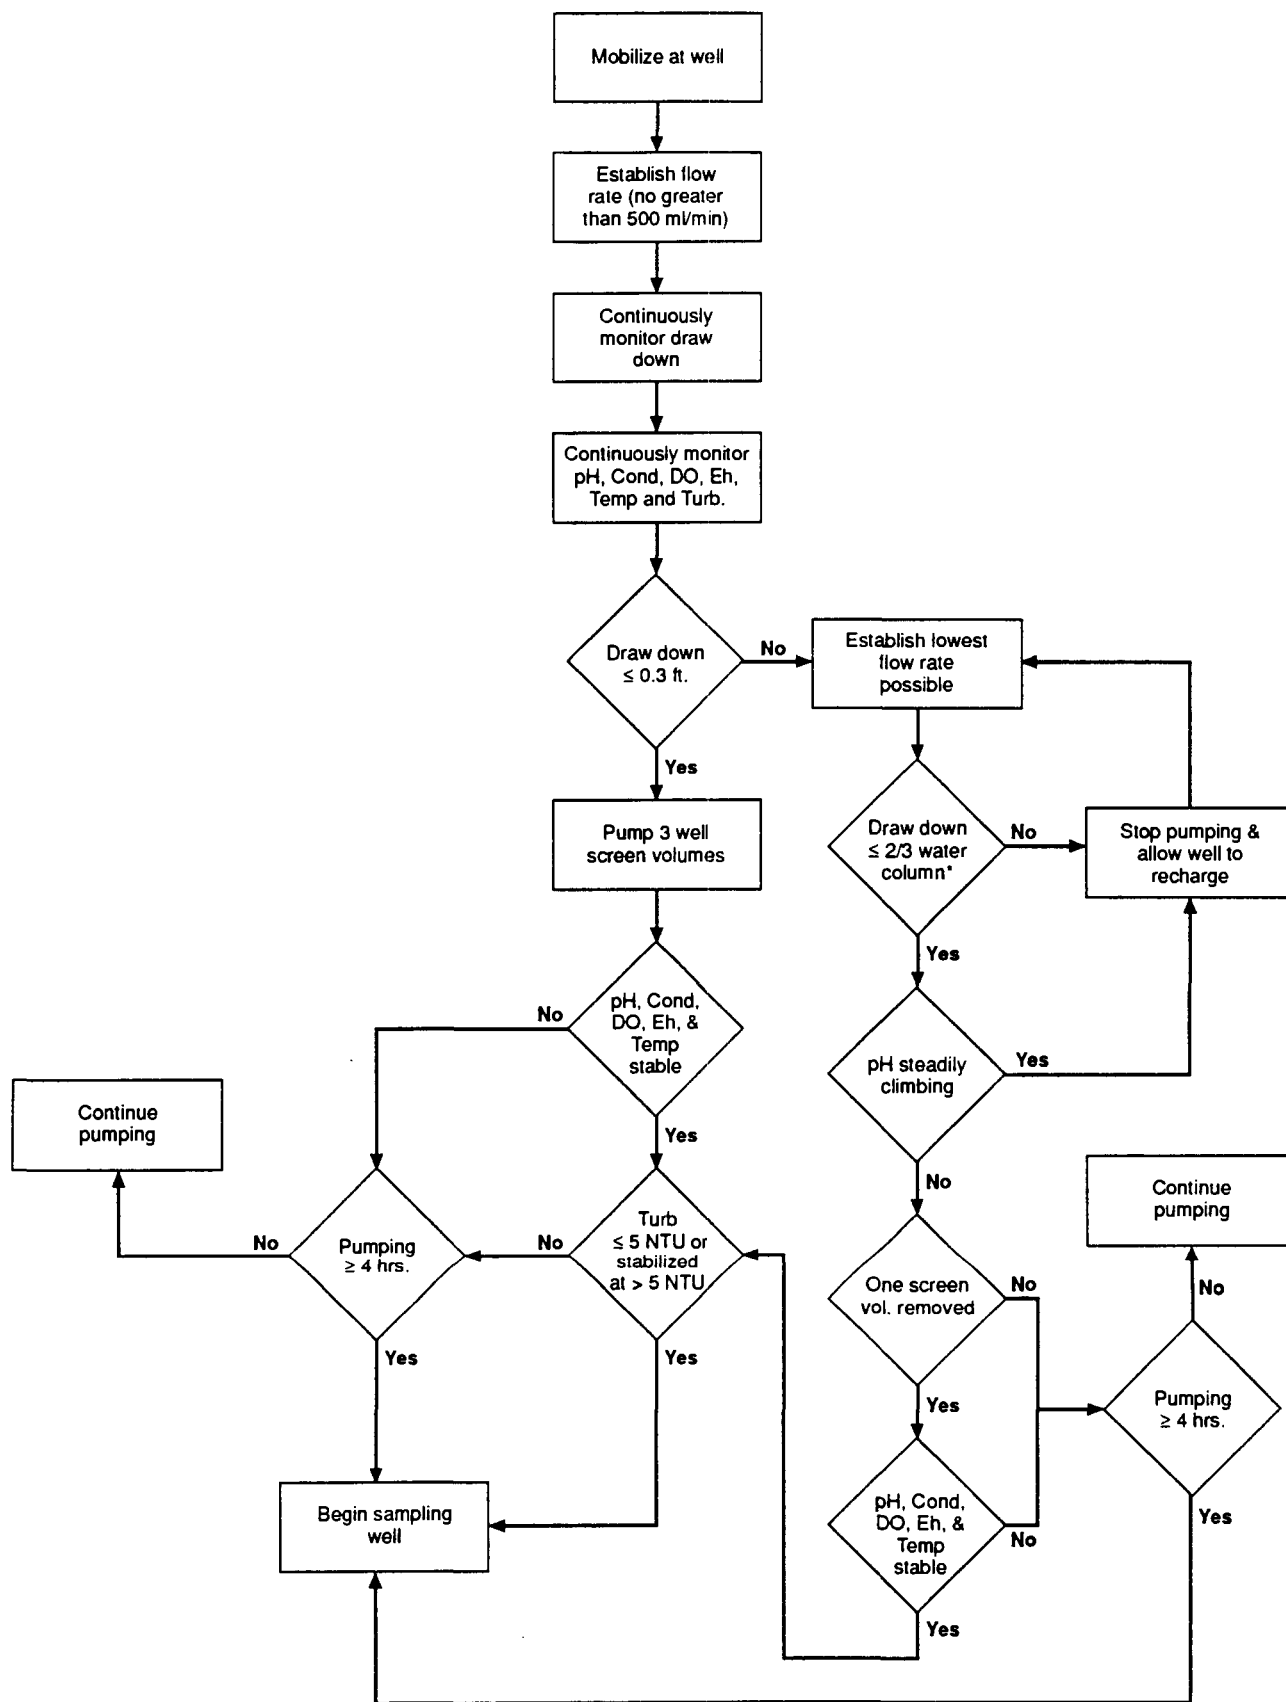 Mobilize at well
Establish flow
rate (no greater
than 500 ml/min)
Continuously
monitor draw
down
Continuously monitor
pH, Cond, DO, Eh,
Temp and Turb.
Draw down
≤ 0.3 ft.
No
Establish lowest
flow rate
possible
Yes
Pump 3 well
screen volumes
Draw down
≤ 2/3 water
column*
No
Stop pumping &
allow well to
recharge
Yes
pH, Cond,
DO, Eh, &
Temp
stable
No
pH steadily
climbing
Yes
Continue
pumping
Yes
No
Continue
pumping
Pumping
≥ 4 hrs.
No
Turb
≤ 5 NTU or
stabilized
at > 5 NTU
No
One screen
vol. removed
No
No
Yes
Yes
Yes
Pumping
≥ 4 hrs.
Begin sampling
well
pH, Cond,
DO, Eh, &
Temp
stable
No
Yes
Yes